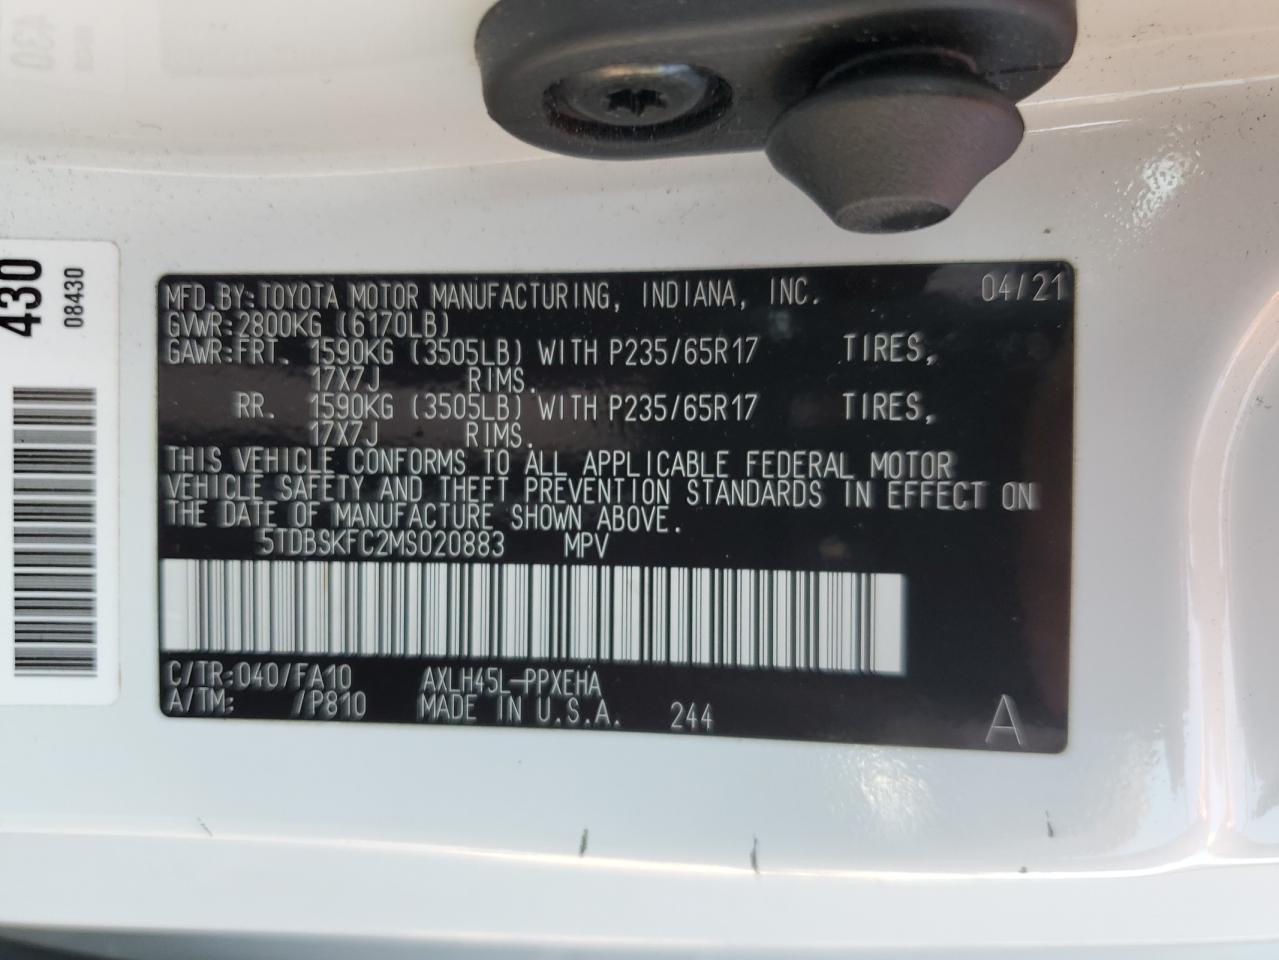 430
08430
MFD.BY:TOYOTA MOTOR MANUFACTURING, INDIANA, INC. 04/21
GVWR:2800KG (6170LB)
GAWR:FRT. 1590KG (3505LB) WITH P235/65R17 TIRES,
17X7J RIMS.
RR. 1590KG (3505LB) WITH P235/65R17 TIRES,
17X7J RIMS.
THIS VEHICLE CONFORMS TO ALL APPLICABLE FEDERAL MOTOR
VEHICLE SAFETY AND THEFT PREVENTION STANDARDS IN EFFECT ON
THE DATE OF MANUFACTURE SHOWN ABOVE.
5TDBSKFC2MS020883 MPV
C/TR:040/FA10 AXLH45L-PPXEHA
A/TM: /P810 MADE IN U.S.A. 244 A